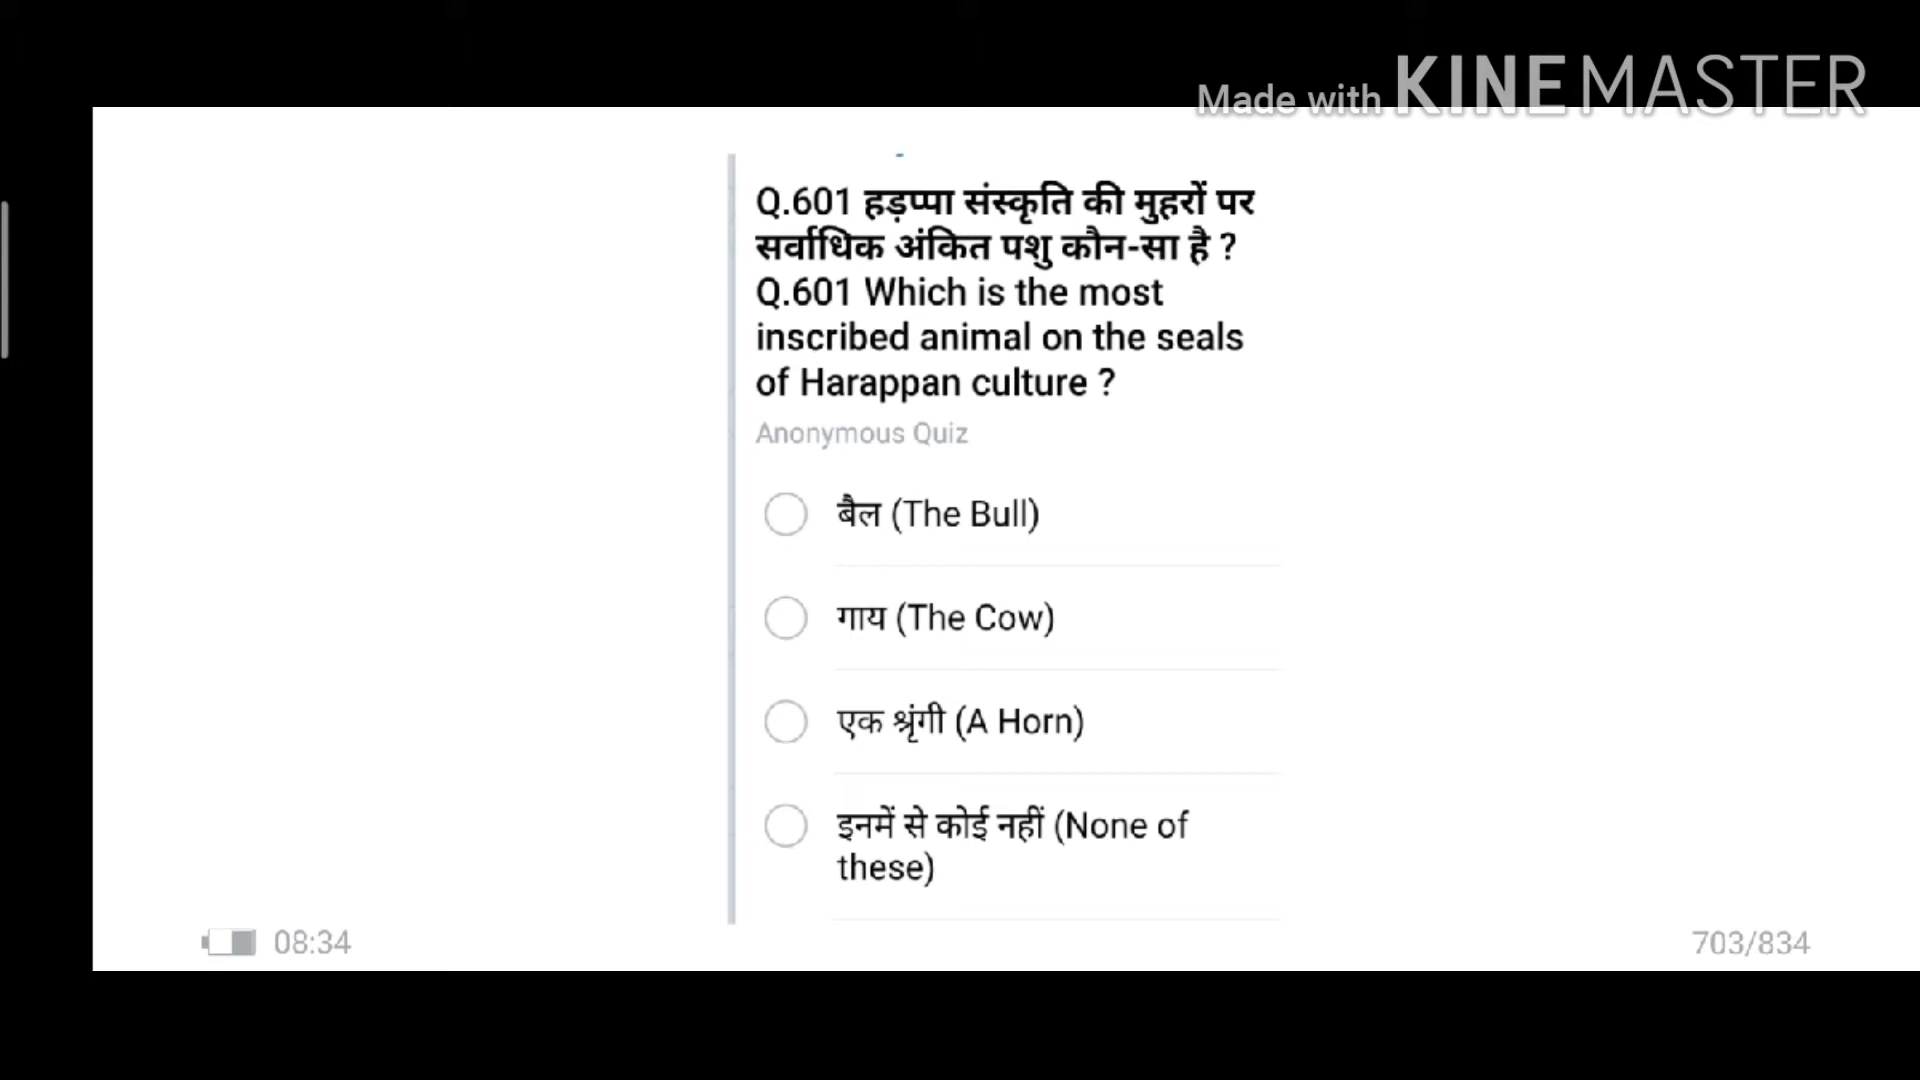 Made with KINEMASTER
Q.601 हड़प्पा संस्कृति की मुहरों पर
सर्वाधिक अंकित पशु कौन-सा है ?
Q.601 Which is the most
inscribed animal on the seals
of Harappan culture ?
Anonymous Quiz
बैल (The Bull)
गाय (The Cow)
एक श्रृंगी (A Horn)
इनमें से कोई नहीं (None of
these)
08:34
703/834